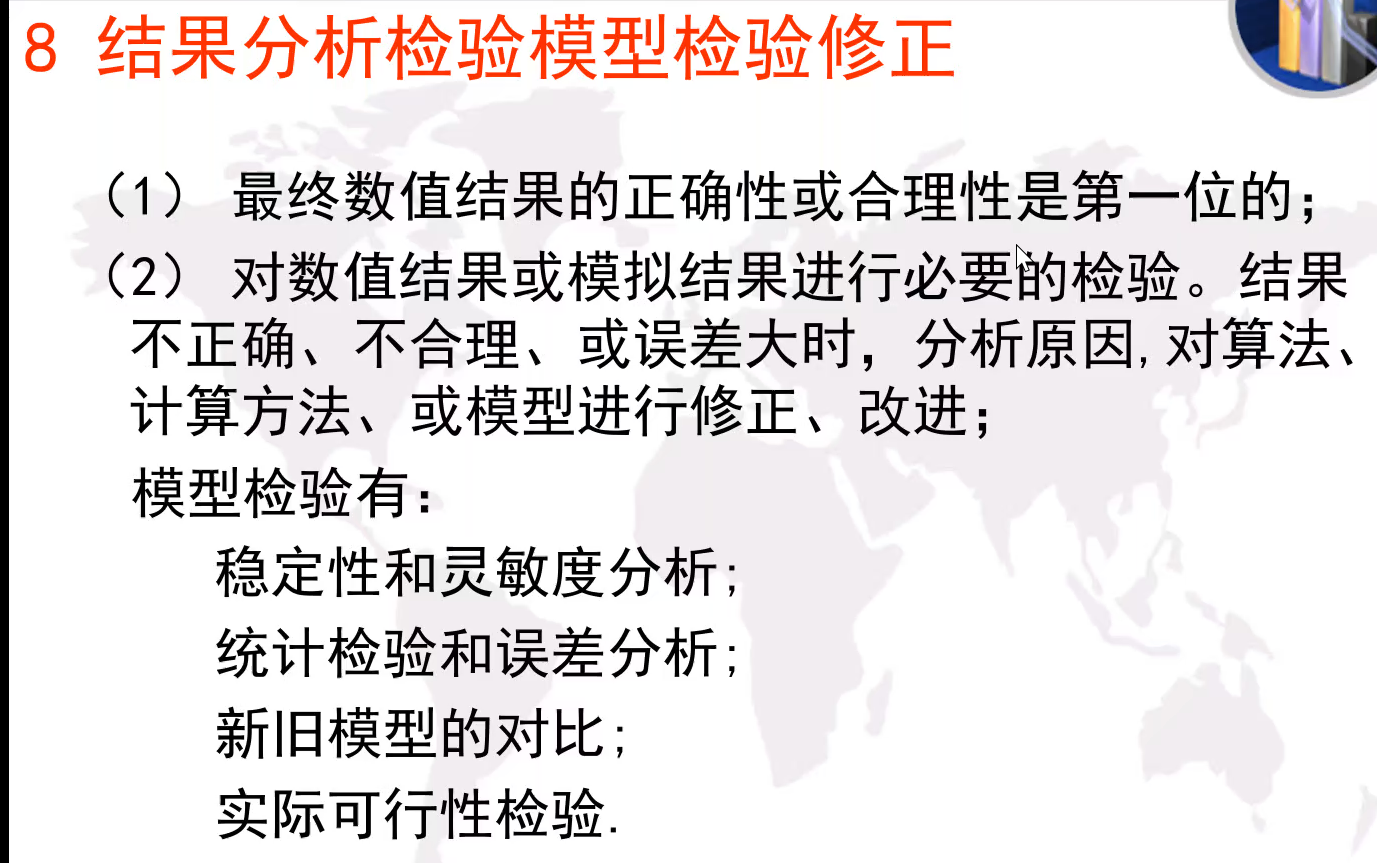 8 结果分析检验模型检验修正
（1） 最终数值结果的正确性或合理性是第一位的；
（2） 对数值结果或模拟结果进行必要的检验。结果
不正确、不合理、或误差大时，分析原因,对算法、
计算方法、或模型进行修正、改进；
模型检验有：
稳定性和灵敏度分析;
统计检验和误差分析;
新旧模型的对比;
实际可行性检验.